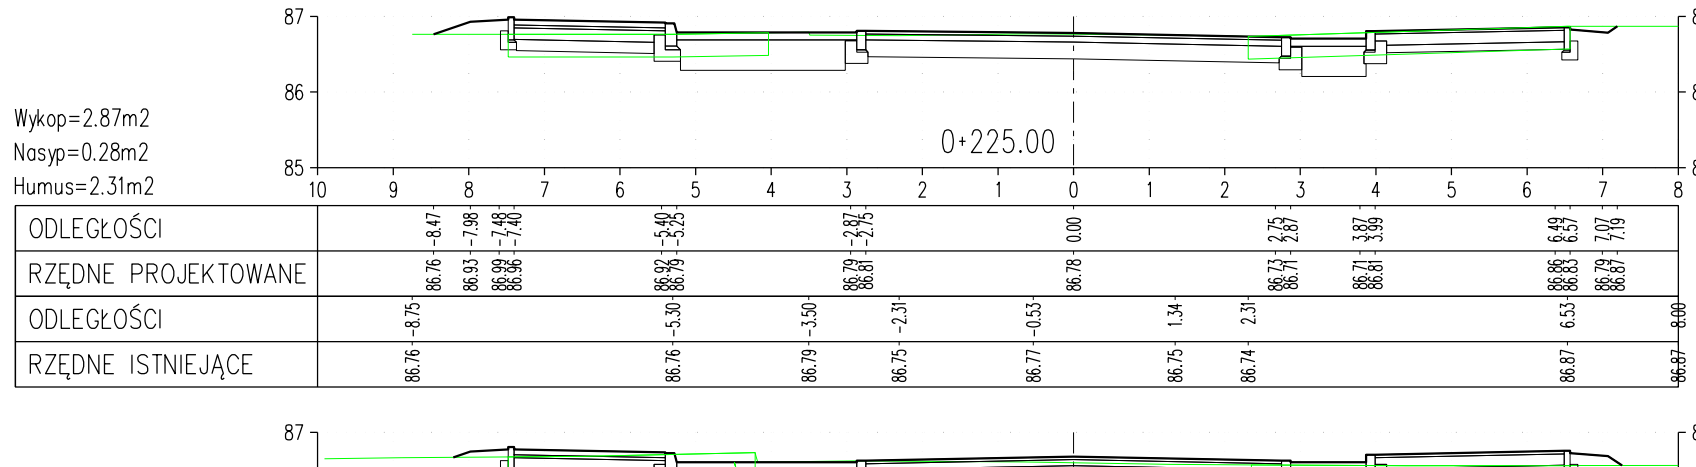 87
86
85
Wykop=2.87m2
Nasyp=0.28m2
Humus=2.31m2
0+225.00
10 9 8 7 6 5 4 3 2 1 0 1 2 3 4 5 6 7 8
ODLEGŁOŚCI -8.47 -7.98 -7.48 -7.40 -5.40 -5.25 -2.87 -2.75 0.00 2.75 2.87 3.87 3.99 6.49 6.57 7.07 7.19
RZĘDNE PROJEKTOWANE 86.76 86.93 86.99 86.96 86.92 86.79 86.79 86.81 86.78 86.73 86.71 86.71 86.81 86.86 86.83 86.79 86.87
ODLEGŁOŚCI -8.75 -5.30 -3.50 -2.31 -0.53 1.34 2.31 6.53 8.00
RZĘDNE ISTNIEJĄCE 86.76 86.76 86.79 86.75 86.77 86.75 86.74 86.87 86.87
87